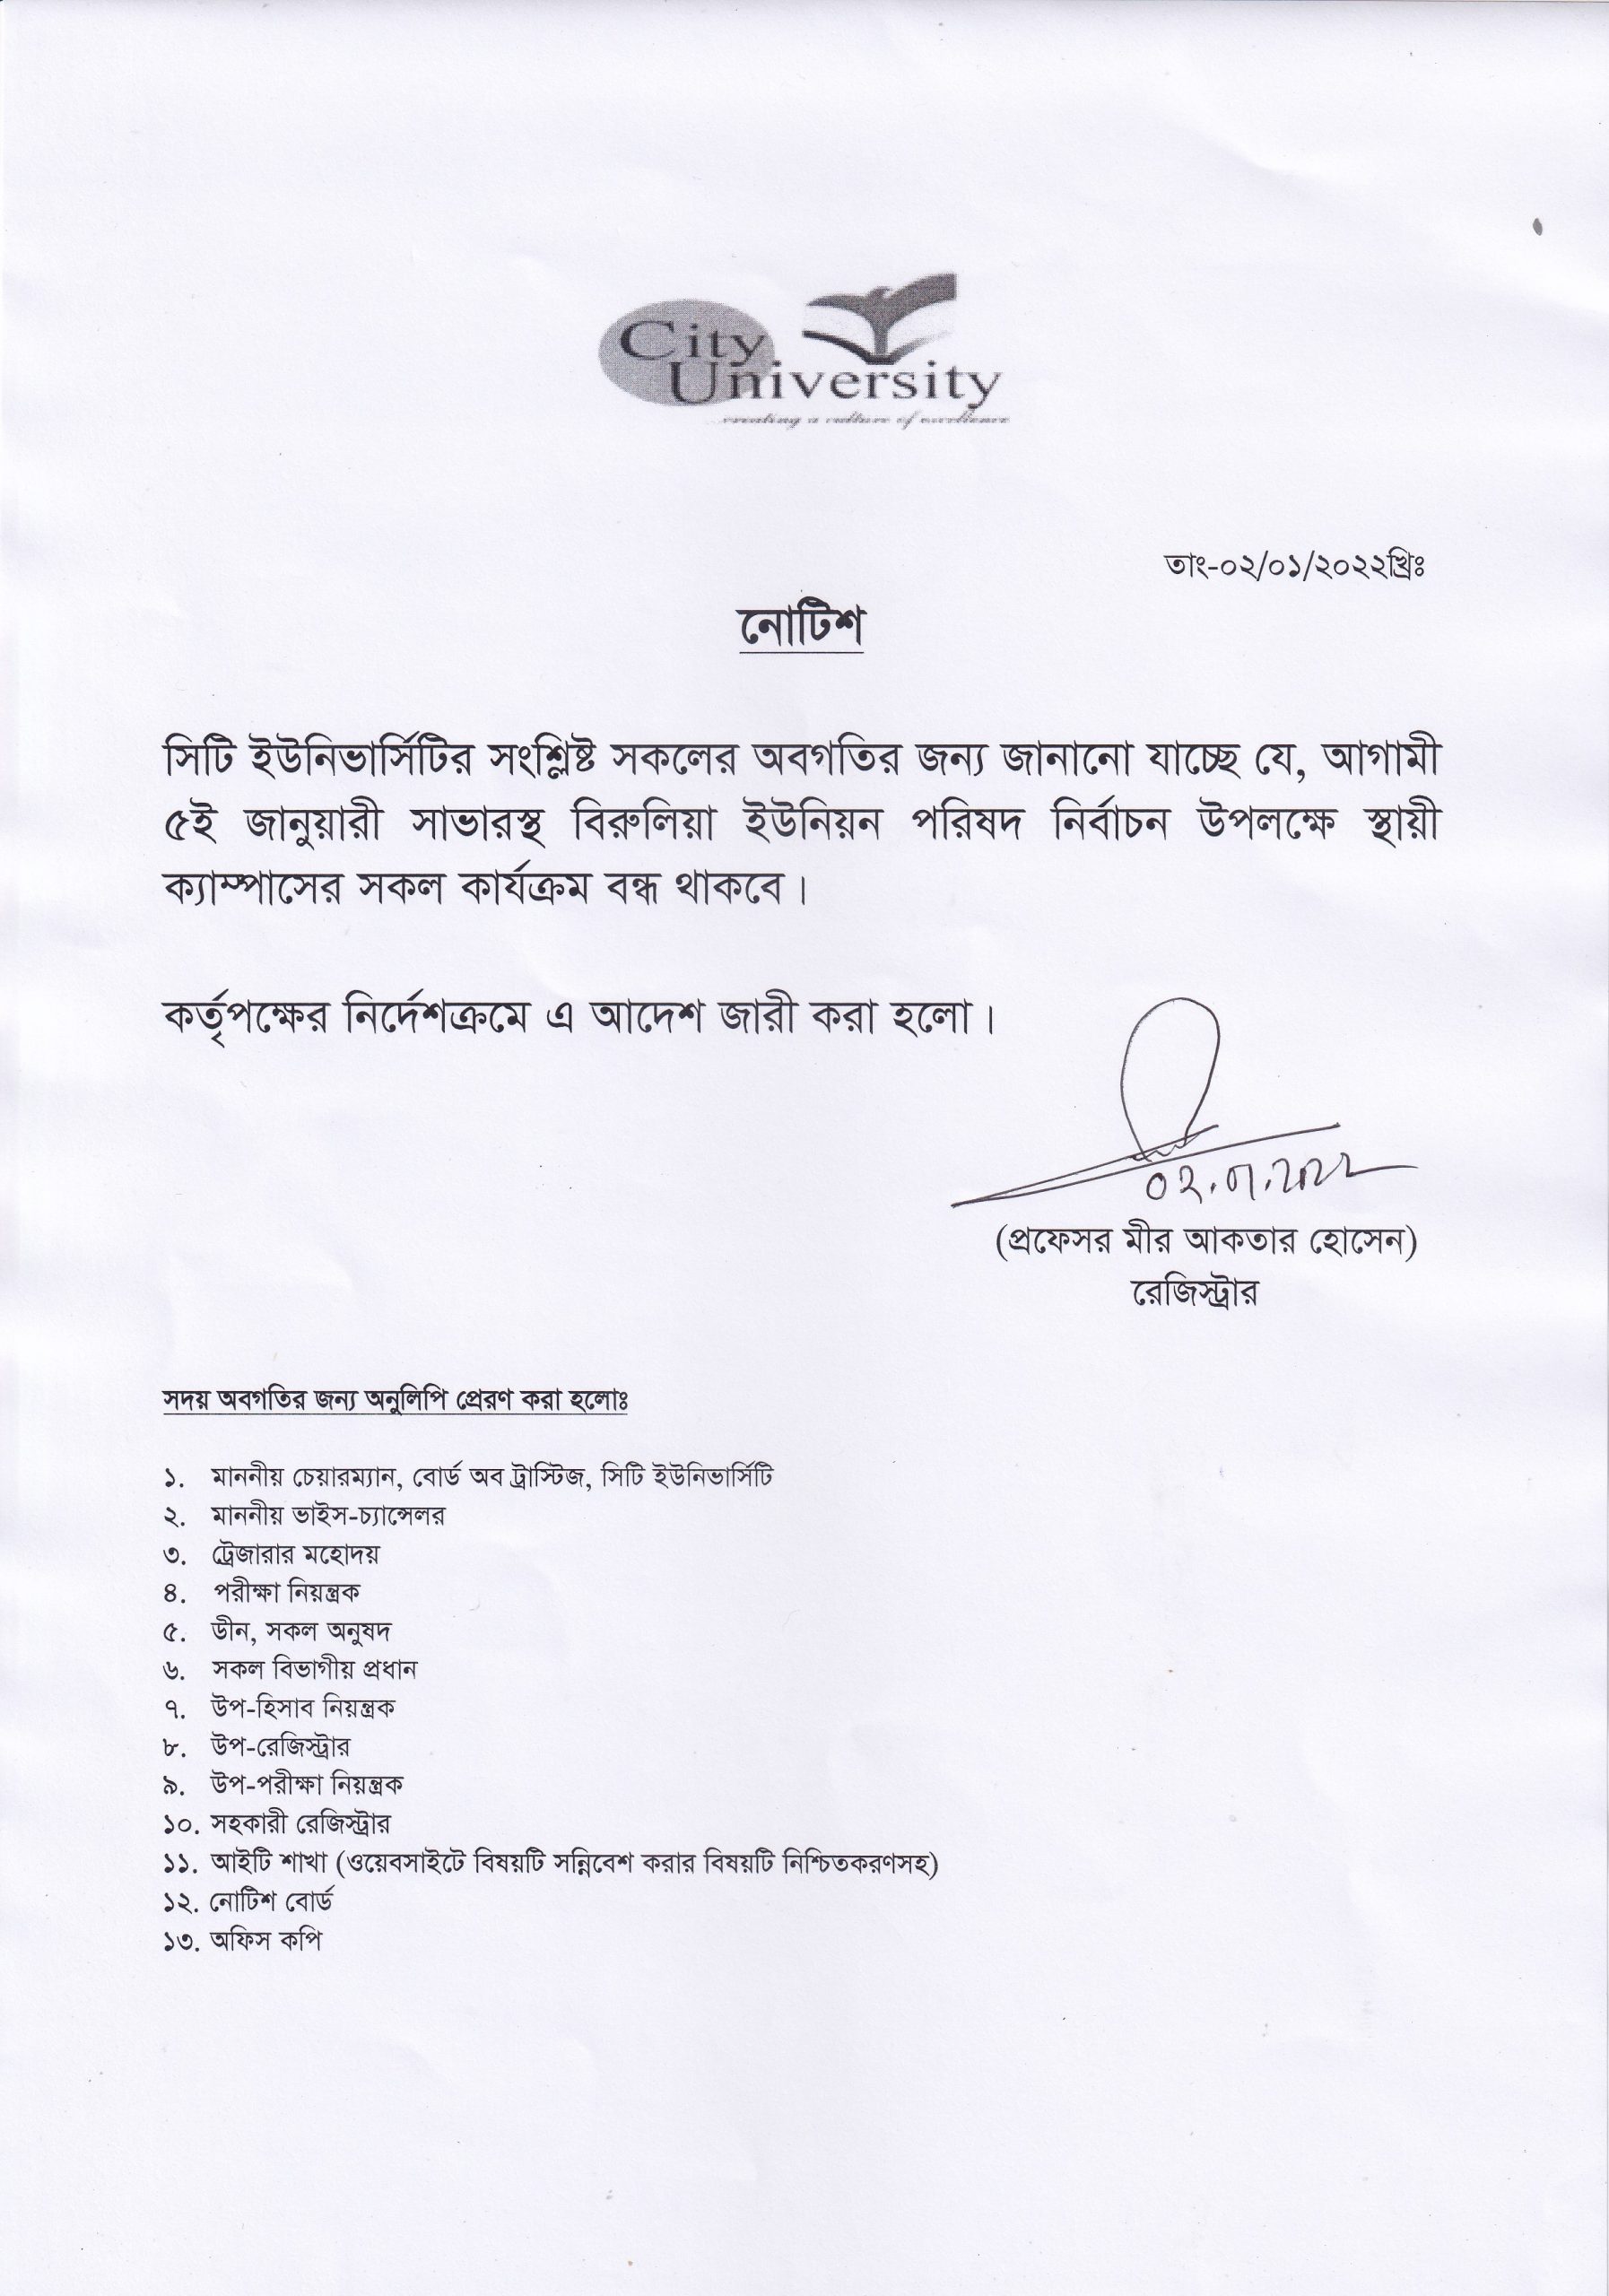 City
University
creating a culture of excellence
তাং-০২/০১/২০২২খ্রিঃ
নোটিশ
সিটি ইউনিভার্সিটির সংশ্লিষ্ট সকলের অবগতির জন্য জানানো যাচ্ছে যে, আগামী
৫ই জানুয়ারী সাভারস্থ বিরুলিয়া ইউনিয়ন পরিষদ নির্বাচন উপলক্ষে স্থায়ী
ক্যাম্পাসের সকল কার্যক্রম বন্ধ থাকবে।
কর্তৃপক্ষের নির্দেশক্রমে এ আদেশ জারী করা হলো।
০২.০১.২০২২
(প্রফেসর মীর আকতার হোসেন)
রেজিস্ট্রার
সদয় অবগতির জন্য অনুলিপি প্রেরণ করা হলোঃ
১. মাননীয় চেয়ারম্যান, বোর্ড অব ট্রাস্টিজ, সিটি ইউনিভার্সিটি
২. মাননীয় ভাইস-চ্যান্সেলর
৩. ট্রেজারার মহোদয়
৪. পরীক্ষা নিয়ন্ত্রক
৫. ডীন, সকল অনুষদ
৬. সকল বিভাগীয় প্রধান
৭. উপ-হিসাব নিয়ন্ত্রক
৮. উপ-রেজিস্ট্রার
৯. উপ-পরীক্ষা নিয়ন্ত্রক
১০. সহকারী রেজিস্ট্রার
১১. আইটি শাখা (ওয়েবসাইটে বিষয়টি সন্নিবেশ করার বিষয়টি নিশ্চিতকরণসহ)
১২. নোটিশ বোর্ড
১৩. অফিস কপি